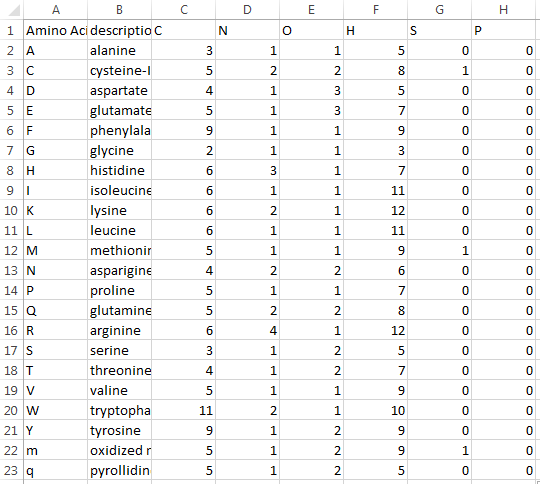 A B C D E F G H
1 Amino Aci descriptio C N O H S P
2 A alanine 3 1 1 5 0 0
3 C cysteine-I 5 2 2 8 1 0
4 D aspartate 4 1 3 5 0 0
5 E glutamate 5 1 3 7 0 0
6 F phenylala 9 1 1 9 0 0
7 G glycine 2 1 1 3 0 0
8 H histidine 6 3 1 7 0 0
9 I isoleucine 6 1 1 11 0 0
10 K lysine 6 2 1 12 0 0
11 L leucine 6 1 1 11 0 0
12 M methionin 5 1 1 9 1 0
13 N asparigine 4 2 2 6 0 0
14 P proline 5 1 1 7 0 0
15 Q glutamine 5 2 2 8 0 0
16 R arginine 6 4 1 12 0 0
17 S serine 3 1 2 5 0 0
18 T threonine 4 1 2 7 0 0
19 V valine 5 1 1 9 0 0
20 W tryptopha 11 2 1 10 0 0
21 Y tyrosine 9 1 2 9 0 0
22 m oxidized r 5 1 2 9 1 0
23 q pyrollidin 5 1 2 5 0 0